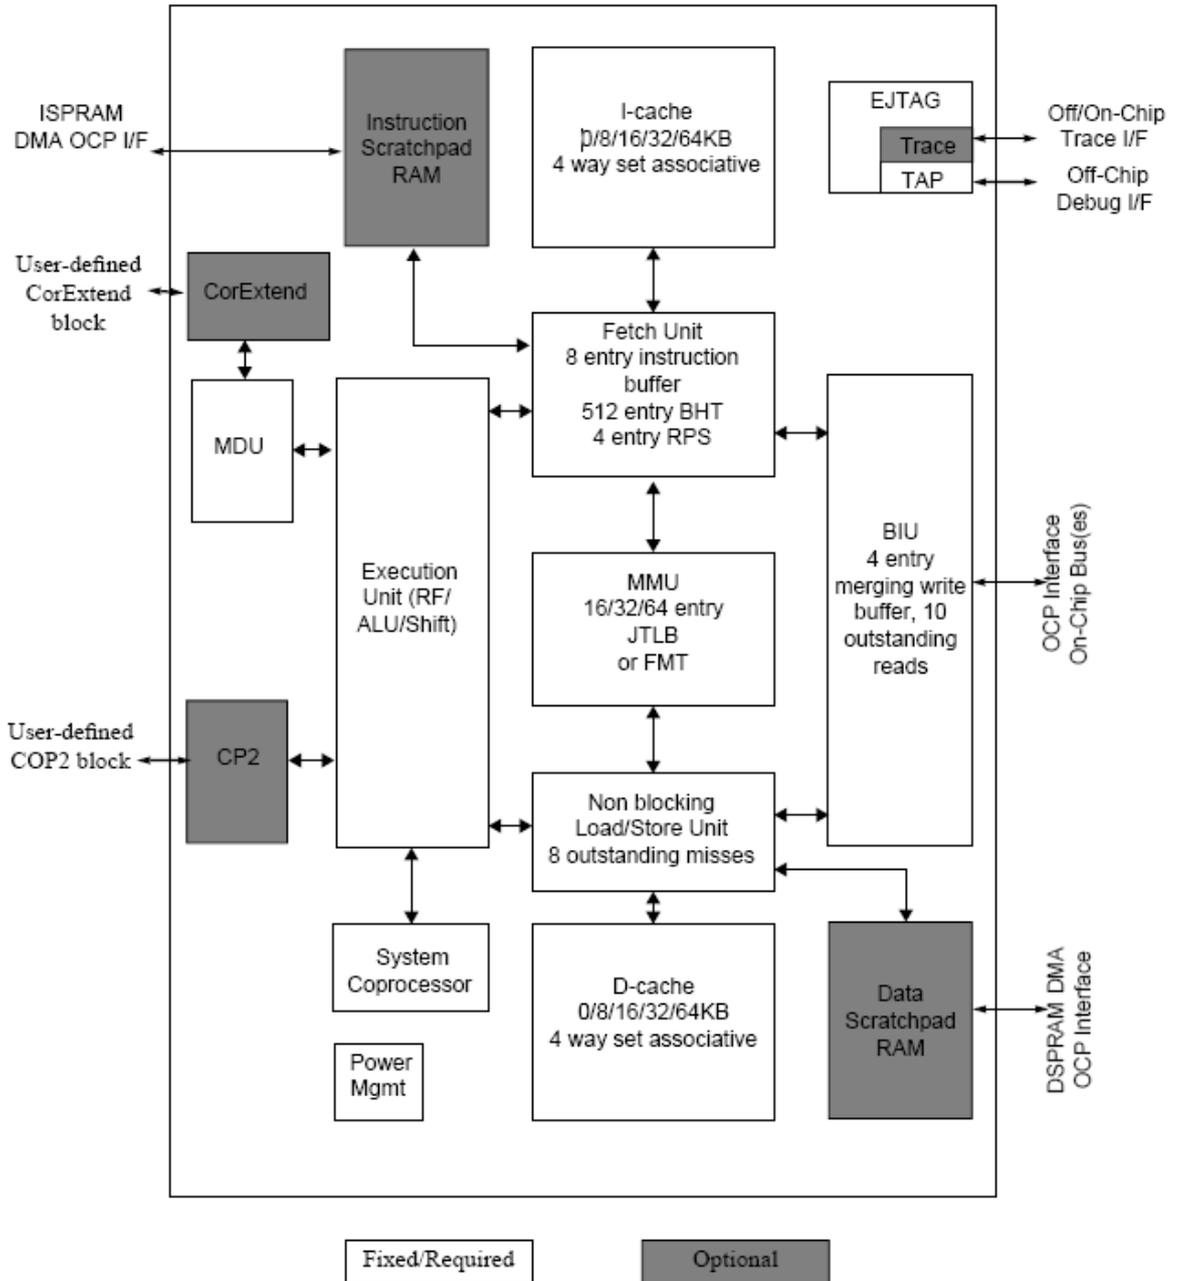 ISPRAM
DMA OCP I/F
Instruction
Scratchpad
RAM
I-cache
0/8/16/32/64KB
4 way set associative
EJTAG
Trace
TAP
Off/On-Chip
Trace I/F
Off-Chip
Debug I/F
User-defined
CorExtend
block
CorExtend
MDU
Fetch Unit
8 entry instruction
buffer
512 entry BHT
4 entry RPS
Execution
Unit (RF/
ALU/Shift)
MMU
16/32/64 entry
JTLB
or FMT
BIU
4 entry
merging write
buffer, 10
outstanding
reads
OCP Interface
On-Chip Bus(es)
User-defined
COP2 block
CP2
Non blocking
Load/Store Unit
8 outstanding misses
System
Coprocessor
D-cache
0/8/16/32/64KB
4 way set associative
Data
Scratchpad
RAM
DSPRAM DMA
OCP Interface
Power
Mgmt
Fixed/Required
Optional